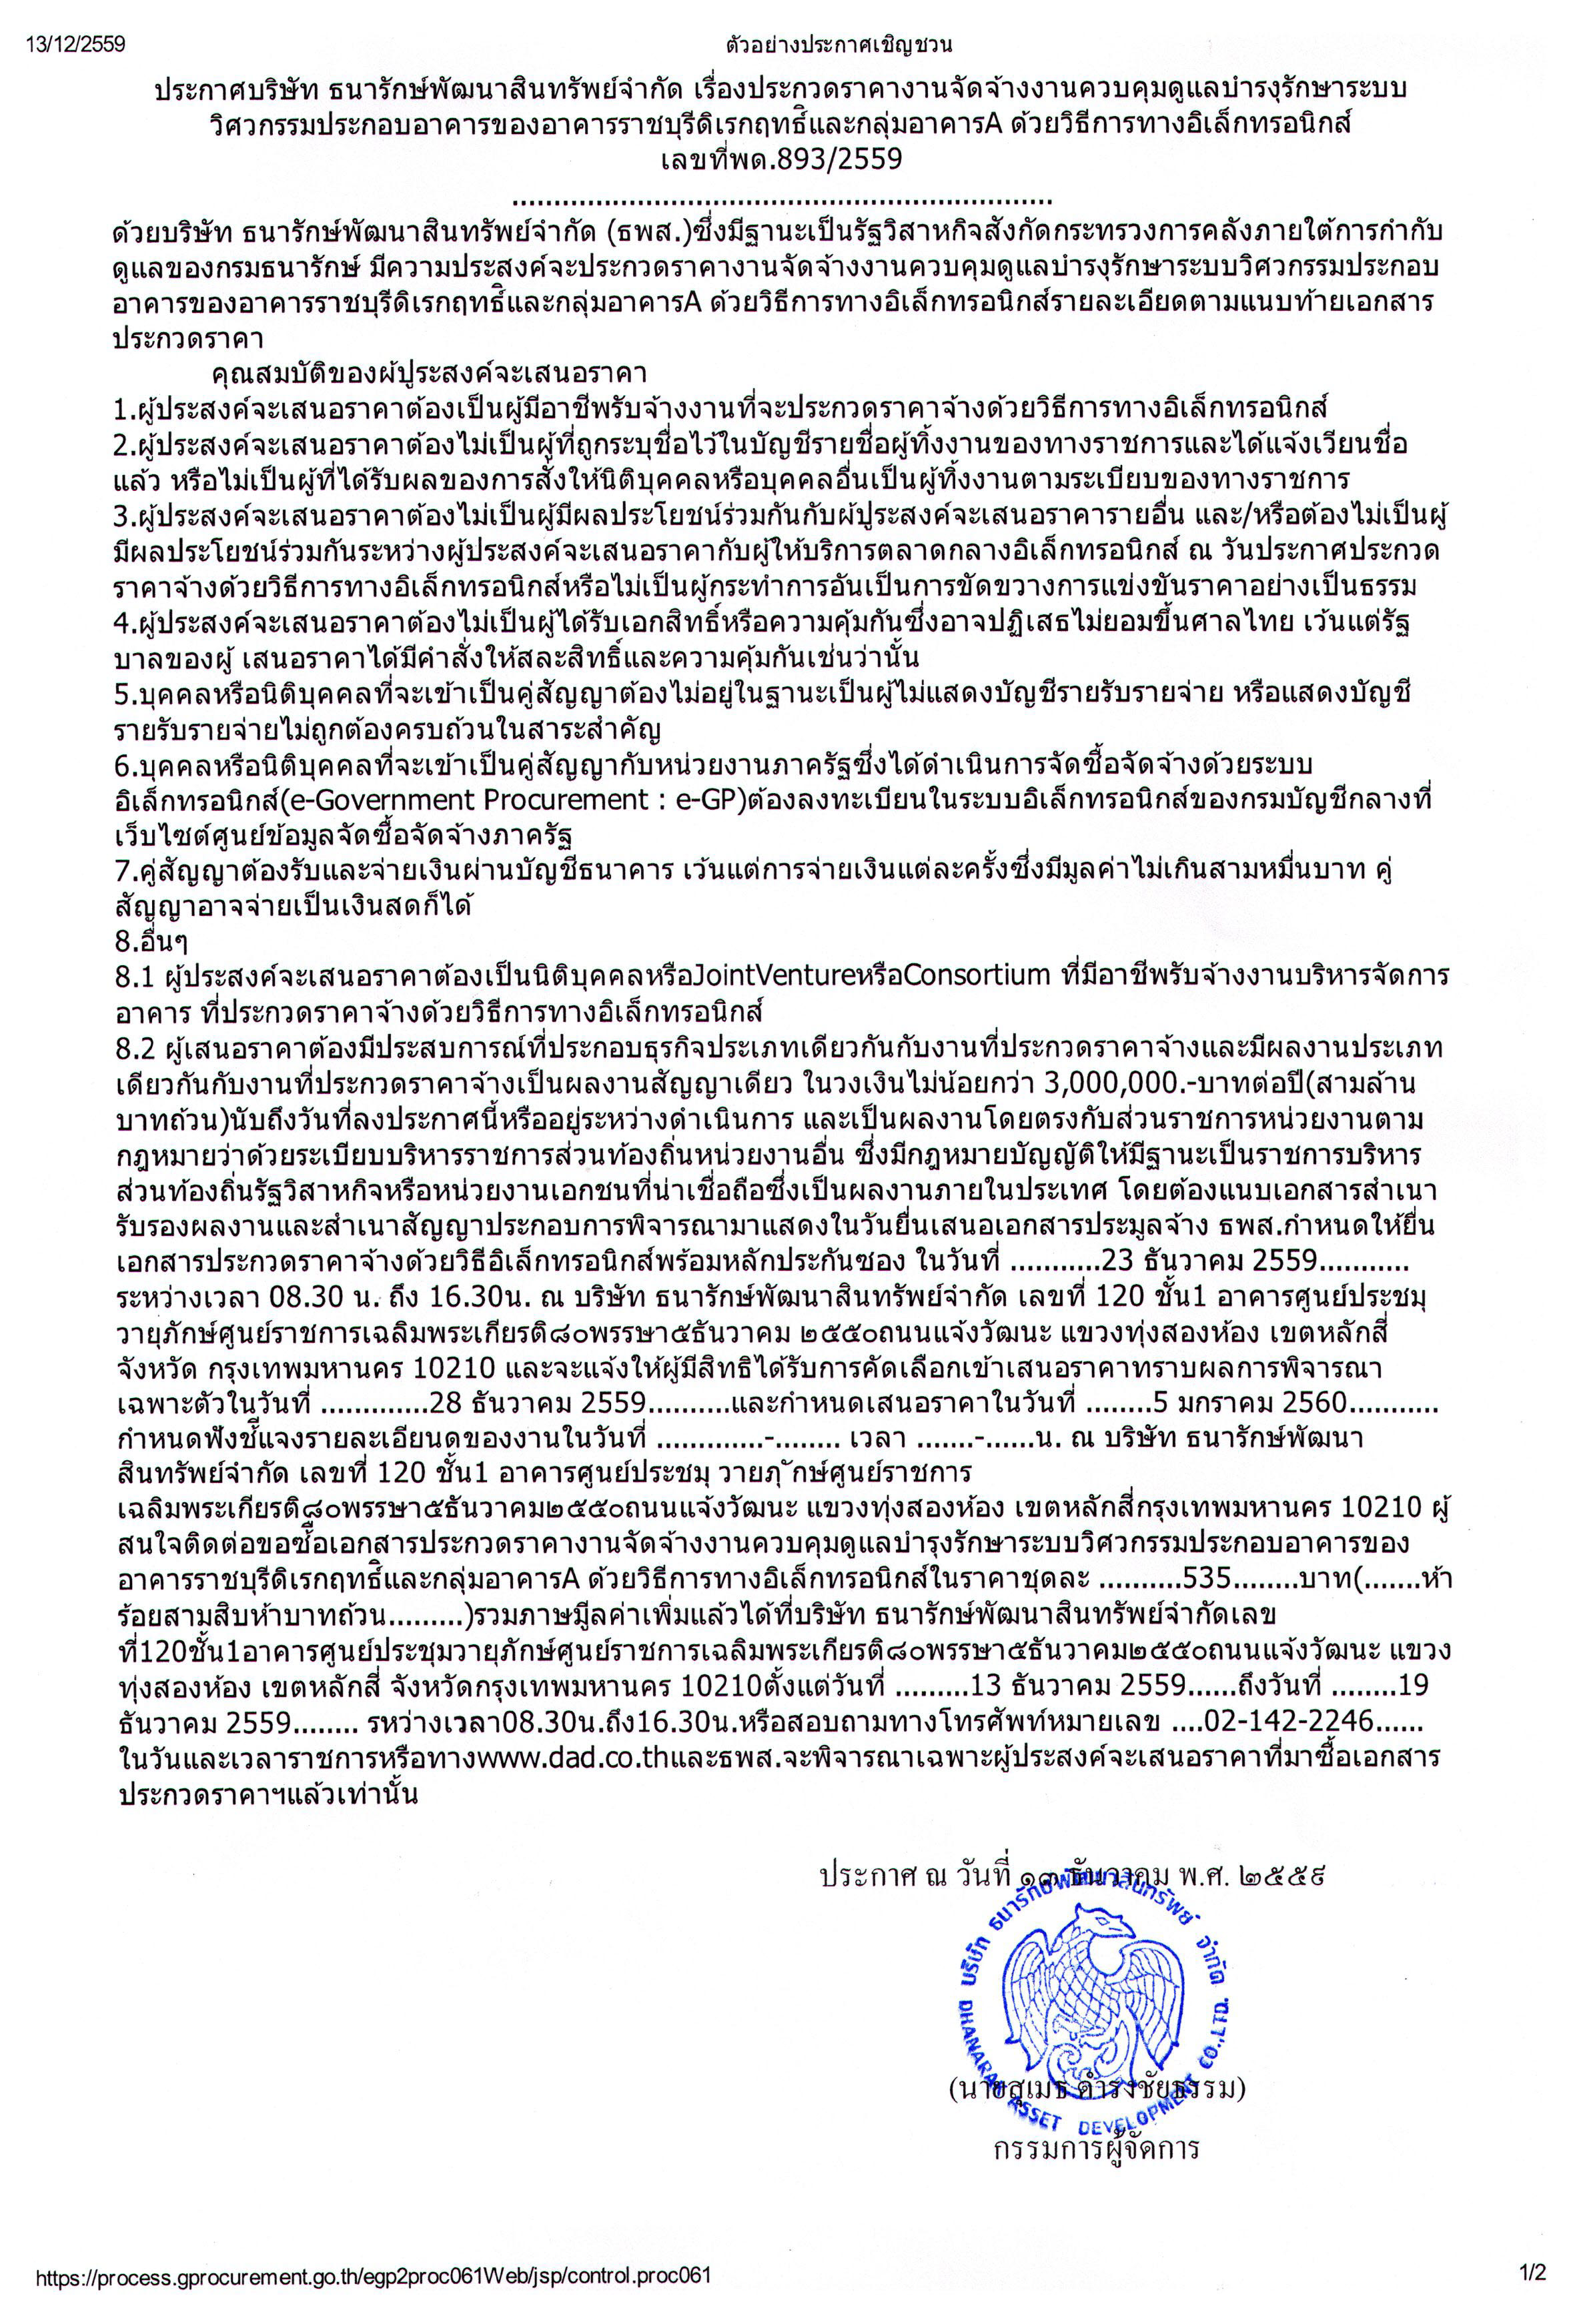 13/12/2559
ตัวอย่างประกาศเชิญชวน
ประกาศบริษัท ธนารักษ์พัฒนาสินทรัพย์จำกัด เรื่องประกวดราคางานจัดจ้างงานควบคุมดูแลบำรงุรักษาระบบ
วิศวกรรมประกอบอาคารของอาคารราชบุรีดิเรกฤทธิ์และกลุ่มอาคารA ด้วยวิธีการทางอิเล็กทรอนิกส์
เลขที่พด.893/2559
.................................................................
ด้วยบริษัท ธนารักษ์พัฒนาสินทรัพย์จำกัด (ธพส.)ซึ่งมีฐานะเป็นรัฐวิสาหกิจสังกัดกระทรวงการคลังภายใต้การกำกับ
ดูแลของกรมธนารักษ์ มีความประสงค์จะประกวดราคางานจัดจ้างงานควบคุมดูแลบำรงุรักษาระบบวิศวกรรมประกอบ
อาคารของอาคารราชบุรีดิเรกฤทธิ์และกลุ่มอาคารA ด้วยวิธีการทางอิเล็กทรอนิกส์รายละเอียดตามแนบท้ายเอกสาร
ประกวดราคา
คุณสมบัติของผ้ปูระสงค์จะเสนอราคา
1.ผู้ประสงค์จะเสนอราคาต้องเป็นผู้มีอาชีพรับจ้างงานที่จะประกวดราคาจ้างด้วยวิธีการทางอิเล็กทรอนิกส์
2.ผู้ประสงค์จะเสนอราคาต้องไม่เป็นผู้ที่ถูกระบุชื่อไว้ในบัญชีรายชื่อผู้ทิ้งงานของทางราชการและได้แจ้งเวียนชื่อ
แล้ว หรือไม่เป็นผู้ที่ได้รับผลของการสั่งให้นิติบุคคลหรือบุคคลอื่นเป็นผู้ทิ้งงานตามระเบียบของทางราชการ
3.ผู้ประสงค์จะเสนอราคาต้องไม่เป็นผู้มีผลประโยชน์ร่วมกันกับผ้ปูระสงค์จะเสนอราคารายอื่น และ/หรือต้องไม่เป็นผู้
มีผลประโยชน์ร่วมกันระหว่างผู้ประสงค์จะเสนอราคากับผู้ให้บริการตลาดกลางอิเล็กทรอนิกส์ ณ วันประกาศประกวด
ราคาจ้างด้วยวิธีการทางอิเล็กทรอนิกส์หรือไม่เป็นผู้กระทำการอันเป็นการขัดขวางการแข่งขันราคาอย่างเป็นธรรม
4.ผู้ประสงค์จะเสนอราคาต้องไม่เป็นผู้ได้รับเอกสิทธิ์หรือความคุ้มกันซึ่งอาจปฏิเสธไม่ยอมขึ้นศาลไทย เว้นแต่รัฐ
บาลของผู้ เสนอราคาได้มีคำสั่งให้สละสิทธิ์และความคุ้มกันเช่นว่านั้น
5.บุคคลหรือนิติบุคคลที่จะเข้าเป็นคู่สัญญาต้องไม่อยู่ในฐานะเป็นผู้ไม่แสดงบัญชีรายรับรายจ่าย หรือแสดงบัญชี
รายรับรายจ่ายไม่ถูกต้องครบถ้วนในสาระสำคัญ
6.บุคคลหรือนิติบุคคลที่จะเข้าเป็นคู่สัญญากับหน่วยงานภาครัฐซึ่งได้ดำเนินการจัดซื้อจัดจ้างด้วยระบบ
อิเล็กทรอนิกส์(e-Government Procurement : e-GP)ต้องลงทะเบียนในระบบอิเล็กทรอนิกส์ของกรมบัญชีกลางที่
เว็บไซต์ศูนย์ข้อมูลจัดซื้อจัดจ้างภาครัฐ
7.คู่สัญญาต้องรับและจ่ายเงินผ่านบัญชีธนาคาร เว้นแต่การจ่ายเงินแต่ละครั้งซึ่งมีมูลค่าไม่เกินสามหมื่นบาท คู่
สัญญาอาจจ่ายเป็นเงินสดก็ได้
8.อื่นๆ
8.1 ผู้ประสงค์จะเสนอราคาต้องเป็นนิติบุคคลหรือJointVentureหรือConsortium ที่มีอาชีพรับจ้างงานบริหารจัดการ
อาคาร ที่ประกวดราคาจ้างด้วยวิธีการทางอิเล็กทรอนิกส์
8.2 ผู้เสนอราคาต้องมีประสบการณ์ที่ประกอบธุรกิจประเภทเดียวกันกับงานที่ประกวดราคาจ้างและมีผลงานประเภท
เดียวกันกับงานที่ประกวดราคาจ้างเป็นผลงานสัญญาเดียว ในวงเงินไม่น้อยกว่า 3,000,000.-บาทต่อปี(สามล้าน
บาทถ้วน)นับถึงวันที่ลงประกาศนี้หรืออยู่ระหว่างดำเนินการ และเป็นผลงานโดยตรงกับส่วนราชการหน่วยงานตาม
กฎหมายว่าด้วยระเบียบบริหารราชการส่วนท้องถิ่นหน่วยงานอื่น ซึ่งมีกฎหมายบัญญัติให้มีฐานะเป็นราชการบริหาร
ส่วนท้องถิ่นรัฐวิสาหกิจหรือหน่วยงานเอกชนที่น่าเชื่อถือซึ่งเป็นผลงานภายในประเทศ โดยต้องแนบเอกสารสำเนา
รับรองผลงานและสำเนาสัญญาประกอบการพิจารณามาแสดงในวันยื่นเสนอเอกสารประมูลจ้าง ธพส.กำหนดให้ยื่น
เอกสารประกวดราคาจ้างด้วยวิธีอิเล็กทรอนิกส์พร้อมหลักประกันซอง ในวันที่ ...........23 ธันวาคม 2559...........
ระหว่างเวลา 08.30 น. ถึง 16.30น. ณ บริษัท ธนารักษ์พัฒนาสินทรัพย์จำกัด เลขที่ 120 ชั้น1 อาคารศูนย์ประชมุ
วายุภักษ์ศูนย์ราชการเฉลิมพระเกียรติ๘๐พรรษา๕ธันวาคม ๒๕๕๐ถนนแจ้งวัฒนะ แขวงทุ่งสองห้อง เขตหลักสี่
จังหวัด กรุงเทพมหานคร 10210 และจะแจ้งให้ผู้มีสิทธิได้รับการคัดเลือกเข้าเสนอราคาทราบผลการพิจารณา
เฉพาะตัวในวันที่ .............28 ธันวาคม 2559..........และกำหนดเสนอราคาในวันที่ ........5 มกราคม 2560...........
กำหนดฟังชี้แจงรายละเอียนดของงานในวันที่ .............-........ เวลา .......-......น. ณ บริษัท ธนารักษ์พัฒนา
สินทรัพย์จำกัด เลขที่ 120 ชั้น1 อาคารศูนย์ประชมุ วายภุ ักษ์ศูนย์ราชการ
เฉลิมพระเกียรติ๘๐พรรษา๕ธันวาคม๒๕๕๐ถนนแจ้งวัฒนะ แขวงทุ่งสองห้อง เขตหลักสี่กรุงเทพมหานคร 10210 ผู้
สนใจติดต่อขอซื้อเอกสารประกวดราคางานจัดจ้างงานควบคุมดูแลบำรุงรักษาระบบวิศวกรรมประกอบอาคารของ
อาคารราชบุรีดิเรกฤทธิ์และกลุ่มอาคารA ด้วยวิธีการทางอิเล็กทรอนิกส์ในราคาชุดละ ..........535........บาท(.......ห้า
ร้อยสามสิบห้าบาทถ้วน.........)รวมภาษมีูลค่าเพิ่มแล้วได้ที่บริษัท ธนารักษ์พัฒนาสินทรัพย์จำกัดเลข
ที่120ชั้น1อาคารศูนย์ประชุมวายุภักษ์ศูนย์ราชการเฉลิมพระเกียรติ๘๐พรรษา๕ธันวาคม๒๕๕๐ถนนแจ้งวัฒนะ แขวง
ทุ่งสองห้อง เขตหลักสี่ จังหวัดกรุงเทพมหานคร 10210ตั้งแต่วันที่ .........13 ธันวาคม 2559......ถึงวันที่ ........19
ธันวาคม 2559........ รหว่างเวลา08.30น.ถึง16.30น.หรือสอบถามทางโทรศัพท์หมายเลข ....02-142-2246......
ในวันและเวลาราชการหรือทางwww.dad.co.thและธพส.จะพิจารณาเฉพาะผู้ประสงค์จะเสนอราคาที่มาซื้อเอกสาร
ประกวดราคาฯแล้วเท่านั้น
ประกาศ ณ วันที่ ๑๓ ธันวาคม พ.ศ. ๒๕๕๙
บริษัท ธนารักษ์พัฒนาสินทรัพย์ จำกัด
DHANARAK ASSET DEVELOPMENT CO.,LTD.
(นายสุเมธ ดำรงชัยธรรม)
กรรมการผู้จัดการ
https://process.gprocurement.go.th/egp2proc061Web/jsp/control.proc061
1/2